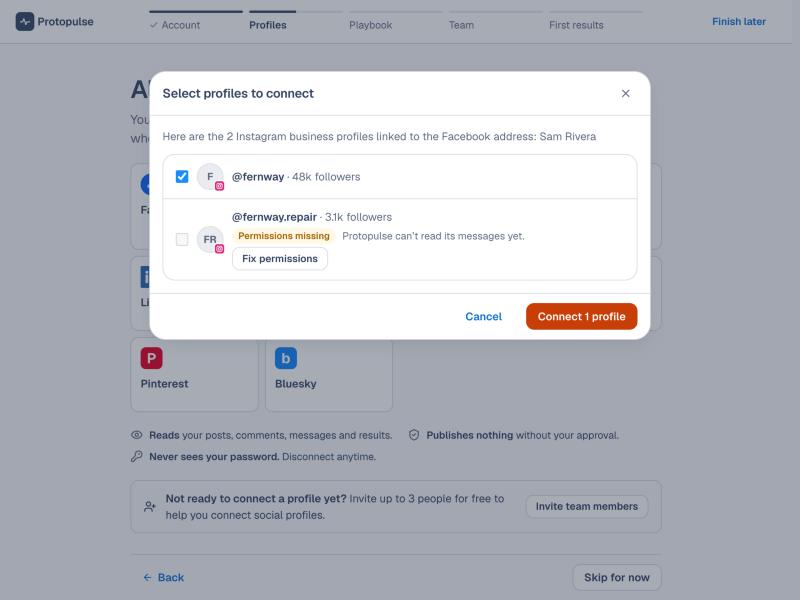 Protopulse
Account
Profiles
Playbook
Team
First results
Finish later
Select profiles to connect
Here are the 2 Instagram business profiles linked to the Facebook address: Sam Rivera
F
@fernway · 48k followers
FR
@fernway.repair · 3.1k followers
Permissions missing
Protopulse can't read its messages yet.
Fix permissions
Cancel
Connect 1 profile
P
Pinterest
b
Bluesky
Reads your posts, comments, messages and results.
Publishes nothing without your approval.
Never sees your password. Disconnect anytime.
Not ready to connect a profile yet? Invite up to 3 people for free to
help you connect social profiles.
Invite team members
Back
Skip for now